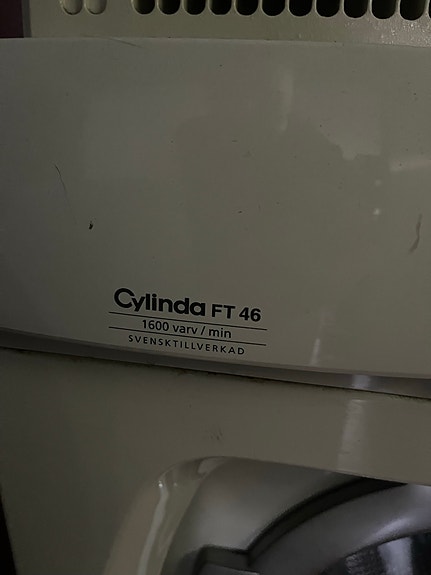 Cylinda FT 46
1600 varv / min
SVENSKTILLVERKAD